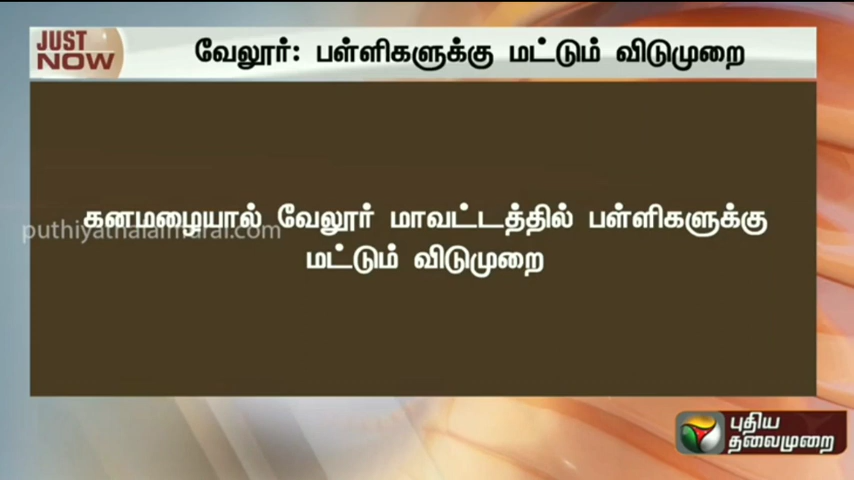 JUST
NOW
வேலூர்: பள்ளிகளுக்கு மட்டும் விடுமுறை
கனமழையால் வேலூர் மாவட்டத்தில் பள்ளிகளுக்கு
puthiyathalaimurai.com
மட்டும் விடுமுறை
புதிய
தலைமுறை